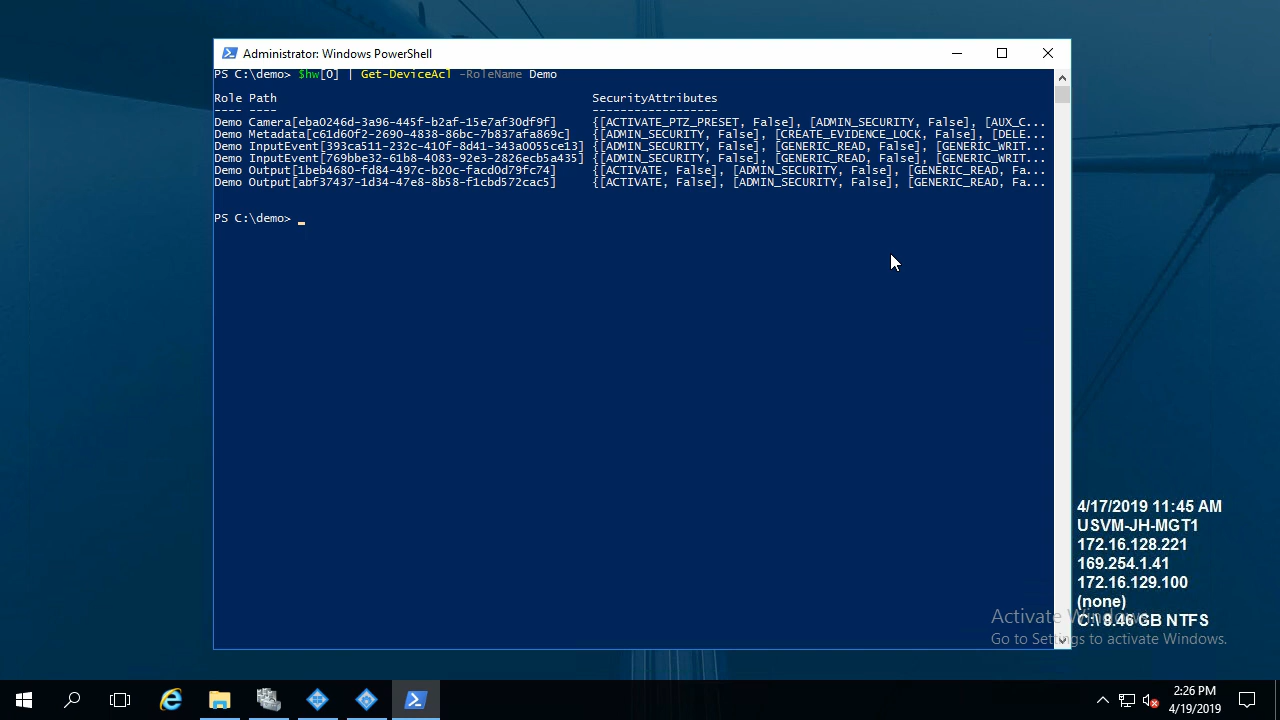 Administrator: Windows PowerShell
PS C:\demo> $hw[0] | Get-DeviceAcl -RoleName Demo
Role Path SecurityAttributes
---- ---- ------------------
Demo Camera[eba0246d-3a96-445f-b2af-15e7af30df9f] {[ACTIVATE_PTZ_PRESET, False], [ADMIN_SECURITY, False], [AUX_C...
Demo Metadata[c61d60f2-2690-4838-86bc-7b837afa869c] {[ADMIN_SECURITY, False], [CREATE_EVIDENCE_LOCK, False], [DELE...
Demo InputEvent[393ca511-232c-410f-8d41-343a0055ce13] {[ADMIN_SECURITY, False], [GENERIC_READ, False], [GENERIC_WRIT...
Demo InputEvent[769bbe32-61b8-4083-92e3-2826ecb5a435] {[ADMIN_SECURITY, False], [GENERIC_READ, False], [GENERIC_WRIT...
Demo Output[1beb4680-fd84-497c-b20c-facd0d79fc74] {[ACTIVATE, False], [ADMIN_SECURITY, False], [GENERIC_READ, Fa...
Demo Output[abf37437-1d34-47e8-8b58-f1cbd572cac5] {[ACTIVATE, False], [ADMIN_SECURITY, False], [GENERIC_READ, Fa...
PS C:\demo> _
4/17/2019 11:45 AM
USVM-JH-MGT1
172.16.128.221
169.254.1.41
172.16.129.100
(none)
C:\ 8.46 GB NTFS
Activate Windows
Go to Settings to activate Windows.
2:26 PM
4/19/2019